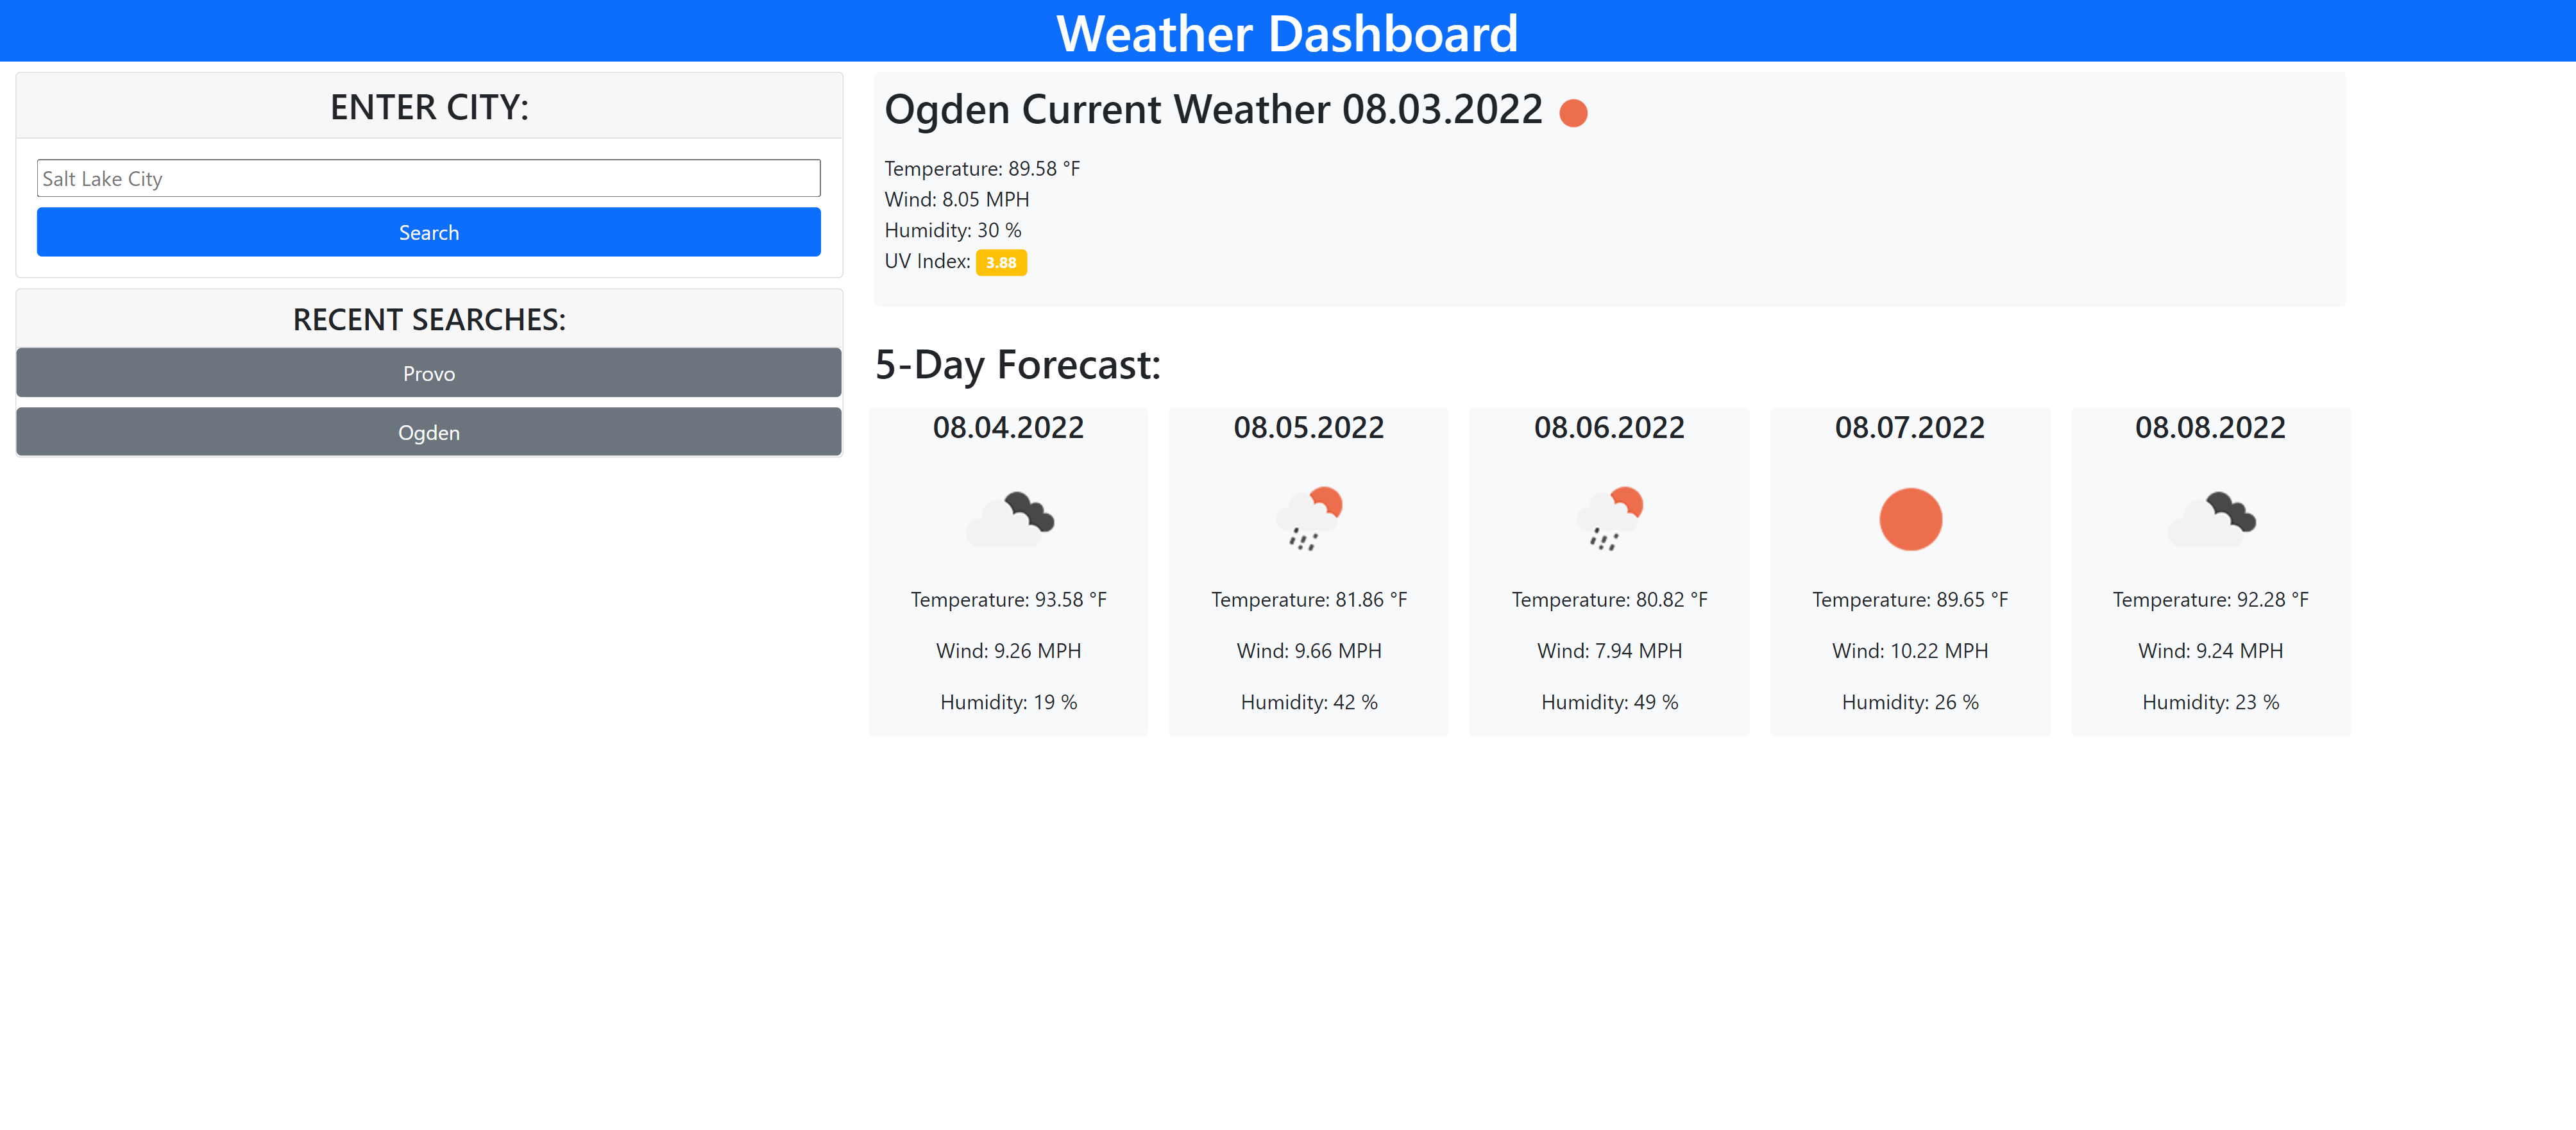 Weather Dashboard
ENTER CITY:
Salt Lake City
Search
RECENT SEARCHES:
Provo
Ogden
Ogden Current Weather 08.03.2022
Temperature: 89.58 °F
Wind: 8.05 MPH
Humidity: 30 %
UV Index: 3.88
5-Day Forecast:
08.04.2022
Temperature: 93.58 °F
Wind: 9.26 MPH
Humidity: 19 %
08.05.2022
Temperature: 81.86 °F
Wind: 9.66 MPH
Humidity: 42 %
08.06.2022
Temperature: 80.82 °F
Wind: 7.94 MPH
Humidity: 49 %
08.07.2022
Temperature: 89.65 °F
Wind: 10.22 MPH
Humidity: 26 %
08.08.2022
Temperature: 92.28 °F
Wind: 9.24 MPH
Humidity: 23 %